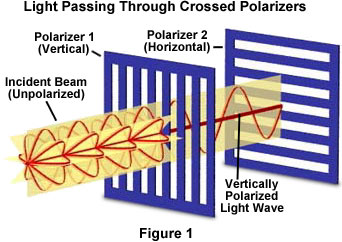 Light Passing Through Crossed Polarizers
Polarizer 1
(Vertical)
Polarizer 2
(Horizontal)
Incident Beam
(Unpolarized)
Vertically
Polarized
Light Wave
Figure 1